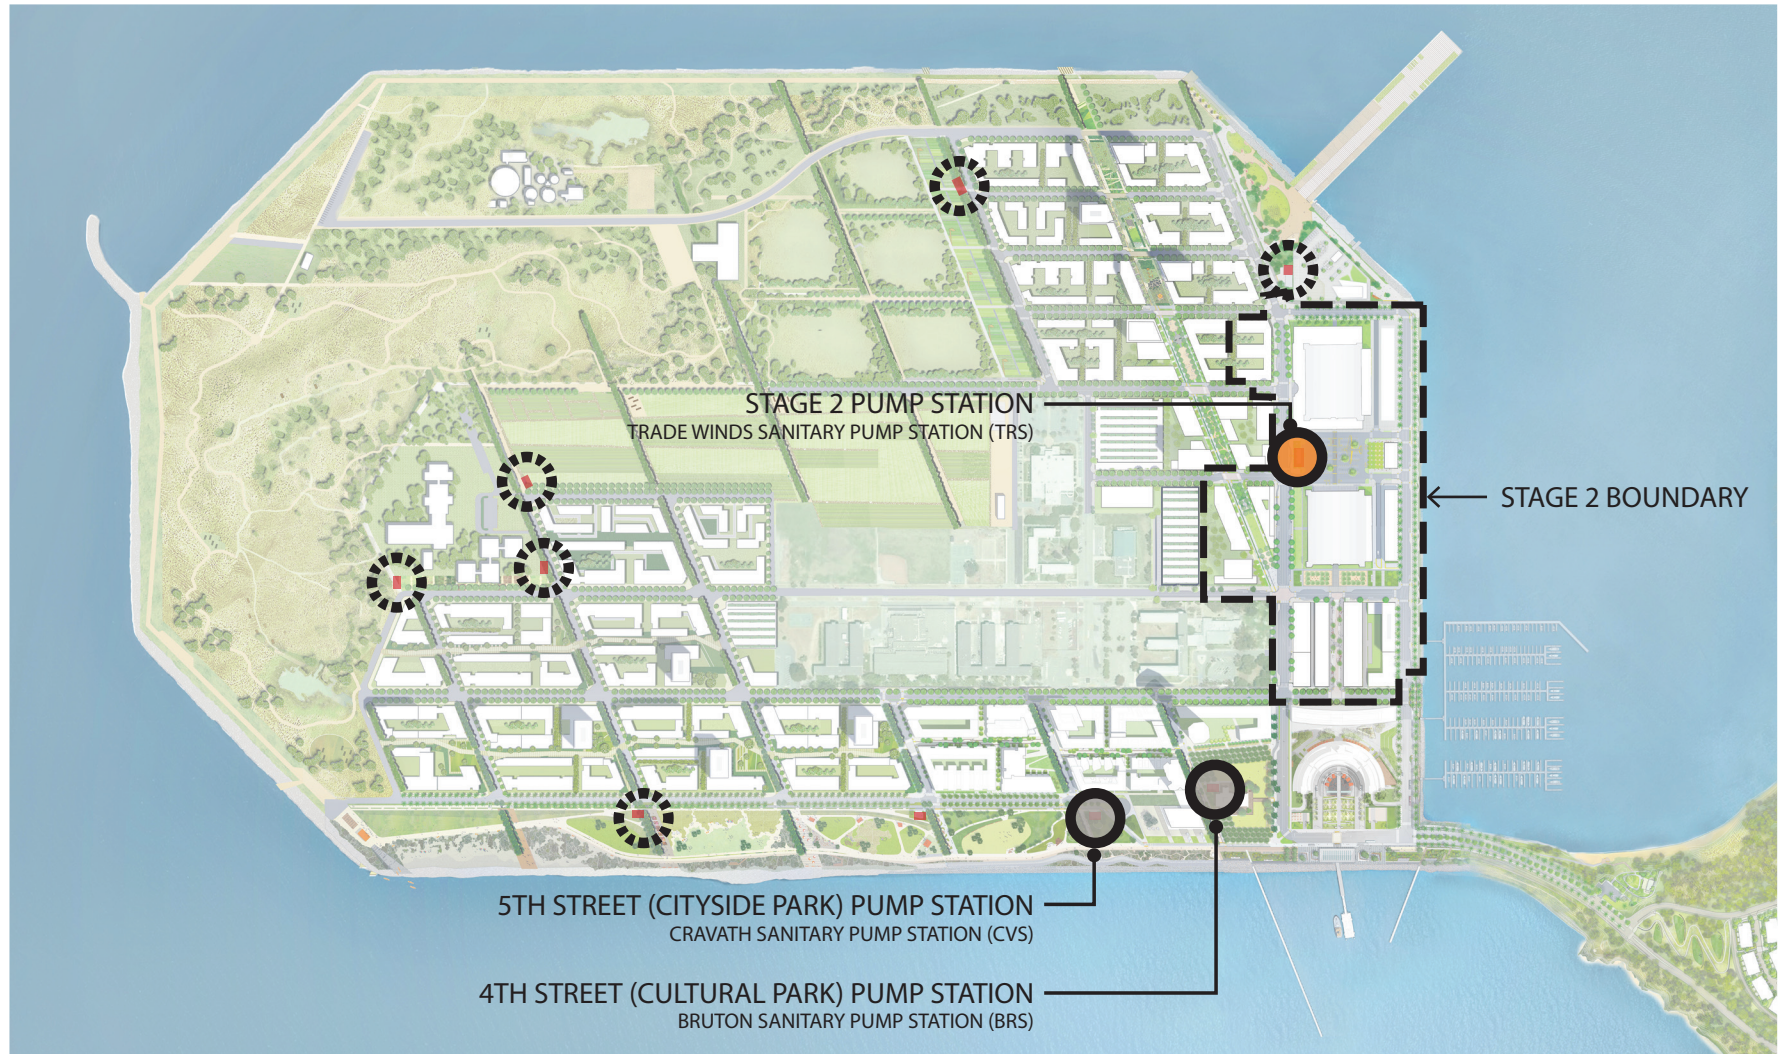 STAGE 2 PUMP STATION
TRADE WINDS SANITARY PUMP STATION (TRS)
STAGE 2 BOUNDARY
5TH STREET (CITYSIDE PARK) PUMP STATION
CRAVATH SANITARY PUMP STATION (CVS)
4TH STREET (CULTURAL PARK) PUMP STATION
BRUTON SANITARY PUMP STATION (BRS)